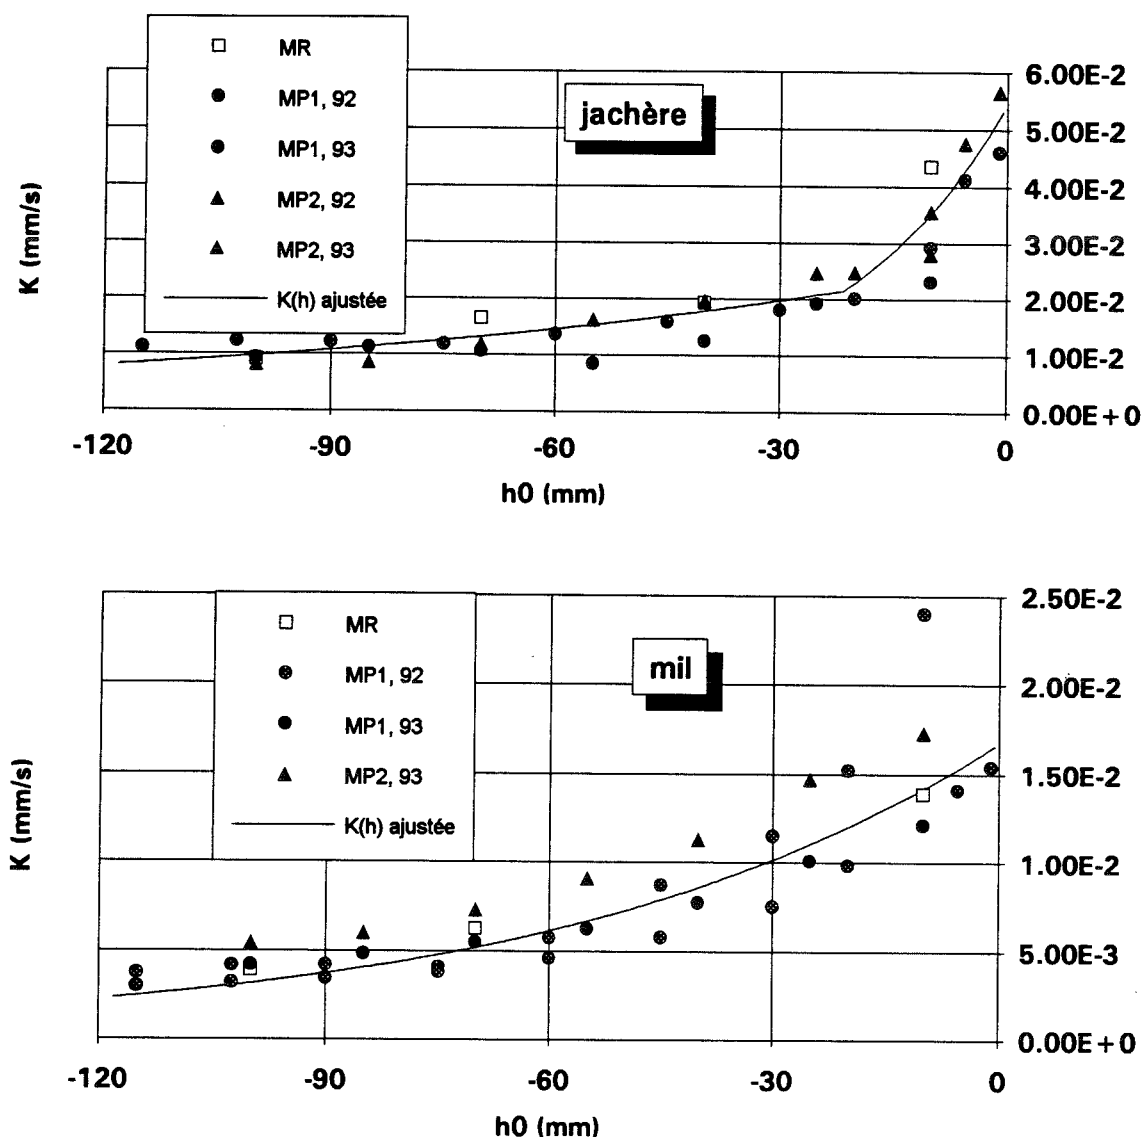 MR
MP1, 92
MP1, 93
MP2, 92
MP2, 93
K(h) ajustée
jachère
6.00E-2
5.00E-2
4.00E-2
3.00E-2
2.00E-2
1.00E-2
0.00E+0
K (mm/s)
-120
-90
-60
-30
0
h0 (mm)
MR
MP1, 92
MP1, 93
MP2, 93
K(h) ajustée
mil
2.50E-2
2.00E-2
1.50E-2
1.00E-2
5.00E-3
0.00E+0
K (mm/s)
-120
-90
-60
-30
0
h0 (mm)